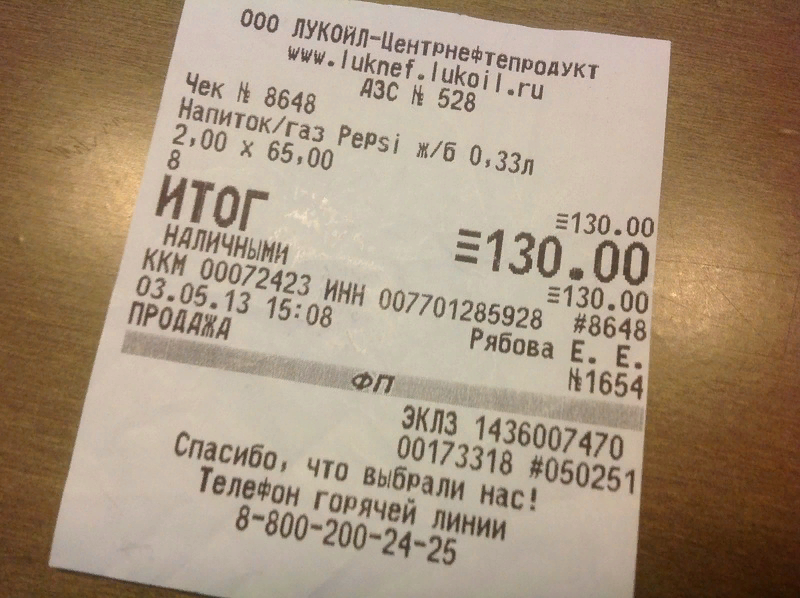 ООО ЛУКОЙЛ-Центрнефтепродукт
www.luknef.lukoil.ru
АЗС № 528
Чек № 8648
Напиток/газ Pepsi ж/б 0,33л
2,00 x 65,00
8 ≡130.00
ИТОГ ≡130.00
НАЛИЧНЫМИ ≡130.00
ККМ 00072423 ИНН 007701285928 #8648
03.05.13 15:08 Рябова Е. Е.
ПРОДАЖА №1654
ФП
ЭКЛЗ 1436007470
00173318 #050251
Спасибо, что выбрали нас!
Телефон горячей линии
8-800-200-24-25